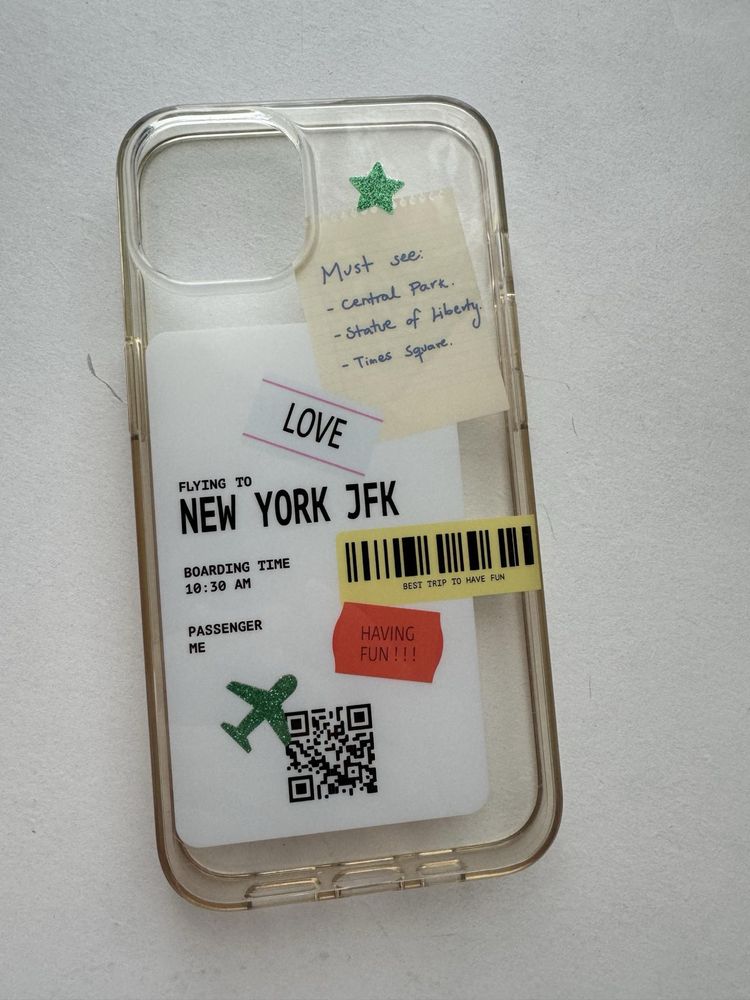 Must see:
- Central Park.
- Statue of Liberty.
- Times Square.
LOVE
FLYING TO
NEW YORK JFK
BOARDING TIME
10:30 AM
BEST TRIP TO HAVE FUN
PASSENGER
ME
HAVING
FUN!!!